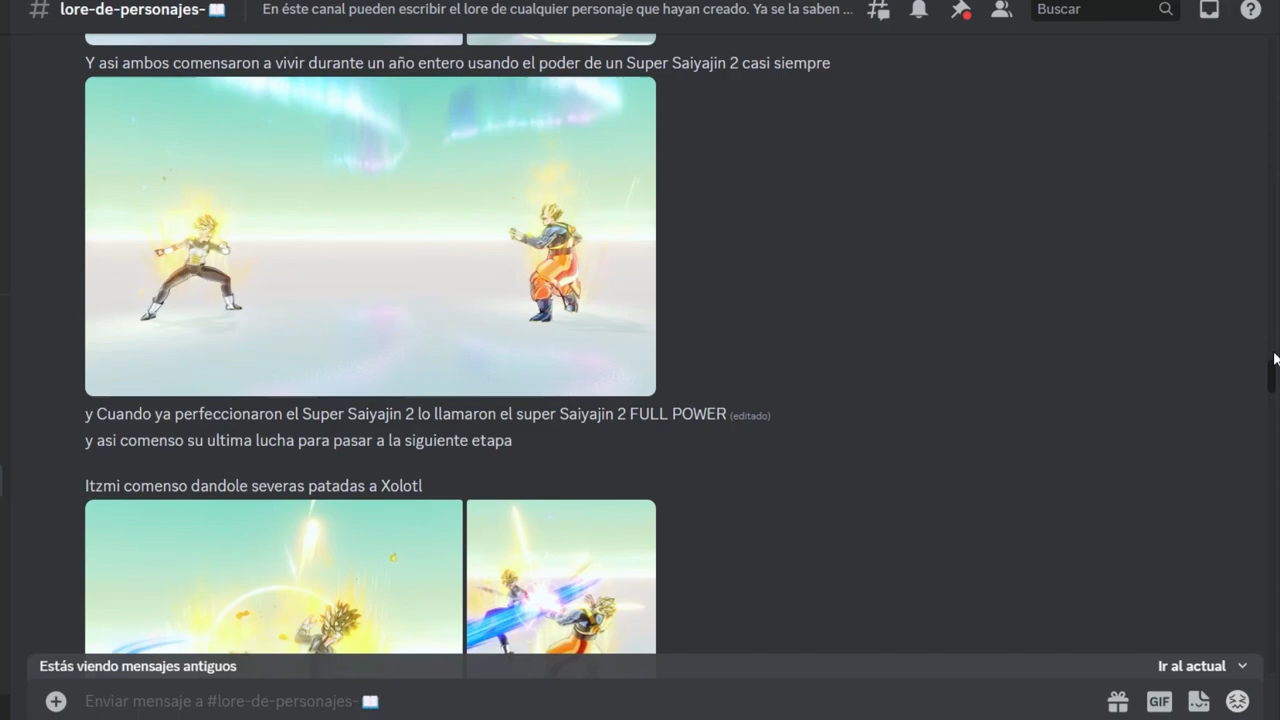 # lore-de-personajes-📖
En éste canal pueden escribir el lore de cualquier personaje que hayan creado. Ya se la saben ...
Buscar
Y asi ambos comensaron a vivir durante un año entero usando el poder de un Super Saiyajin 2 casi siempre
y Cuando ya perfeccionaron el Super Saiyajin 2 lo llamaron el super Saiyajin 2 FULL POWER (editado)
y asi comenso su ultima lucha para pasar a la siguiente etapa
Itzmi comenso dandole severas patadas a Xolotl
Estás viendo mensajes antiguos
Ir al actual
Enviar mensaje a #lore-de-personajes-📖
GIF